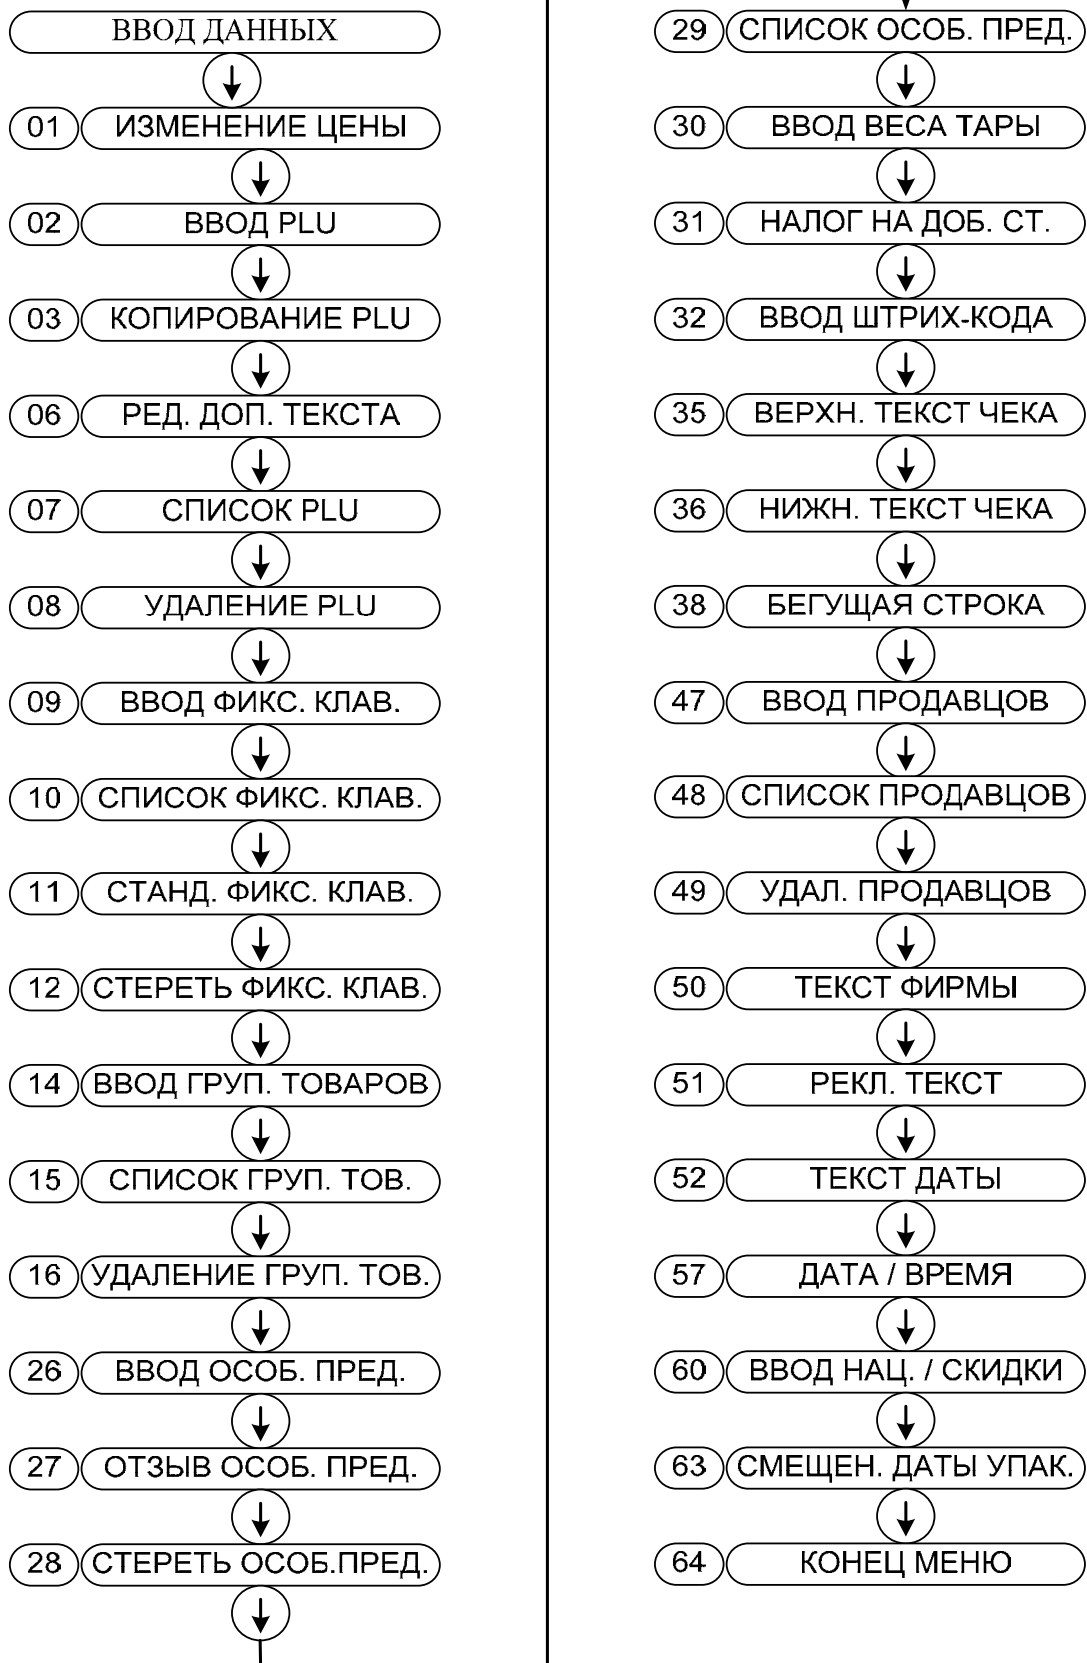 ВВОД ДАННЫХ
01 ИЗМЕНЕНИЕ ЦЕНЫ
02 ВВОД PLU
03 КОПИРОВАНИЕ PLU
06 РЕД. ДОП. ТЕКСТА
07 СПИСОК PLU
08 УДАЛЕНИЕ PLU
09 ВВОД ФИКС. КЛАВ.
10 СПИСОК ФИКС. КЛАВ.
11 СТАНД. ФИКС. КЛАВ.
12 СТЕРЕТЬ ФИКС. КЛАВ.
14 ВВОД ГРУП. ТОВАРОВ
15 СПИСОК ГРУП. ТОВ.
16 УДАЛЕНИЕ ГРУП. ТОВ.
26 ВВОД ОСОБ. ПРЕД.
27 ОТЗЫВ ОСОБ. ПРЕД.
28 СТЕРЕТЬ ОСОБ.ПРЕД.
29 СПИСОК ОСОБ. ПРЕД.
30 ВВОД ВЕСА ТАРЫ
31 НАЛОГ НА ДОБ. СТ.
32 ВВОД ШТРИХ-КОДА
35 ВЕРХН. ТЕКСТ ЧЕКА
36 НИЖН. ТЕКСТ ЧЕКА
38 БЕГУЩАЯ СТРОКА
47 ВВОД ПРОДАВЦОВ
48 СПИСОК ПРОДАВЦОВ
49 УДАЛ. ПРОДАВЦОВ
50 ТЕКСТ ФИРМЫ
51 РЕКЛ. ТЕКСТ
52 ТЕКСТ ДАТЫ
57 ДАТА / ВРЕМЯ
60 ВВОД НАЦ. / СКИДКИ
63 СМЕЩЕН. ДАТЫ УПАК.
64 КОНЕЦ МЕНЮ